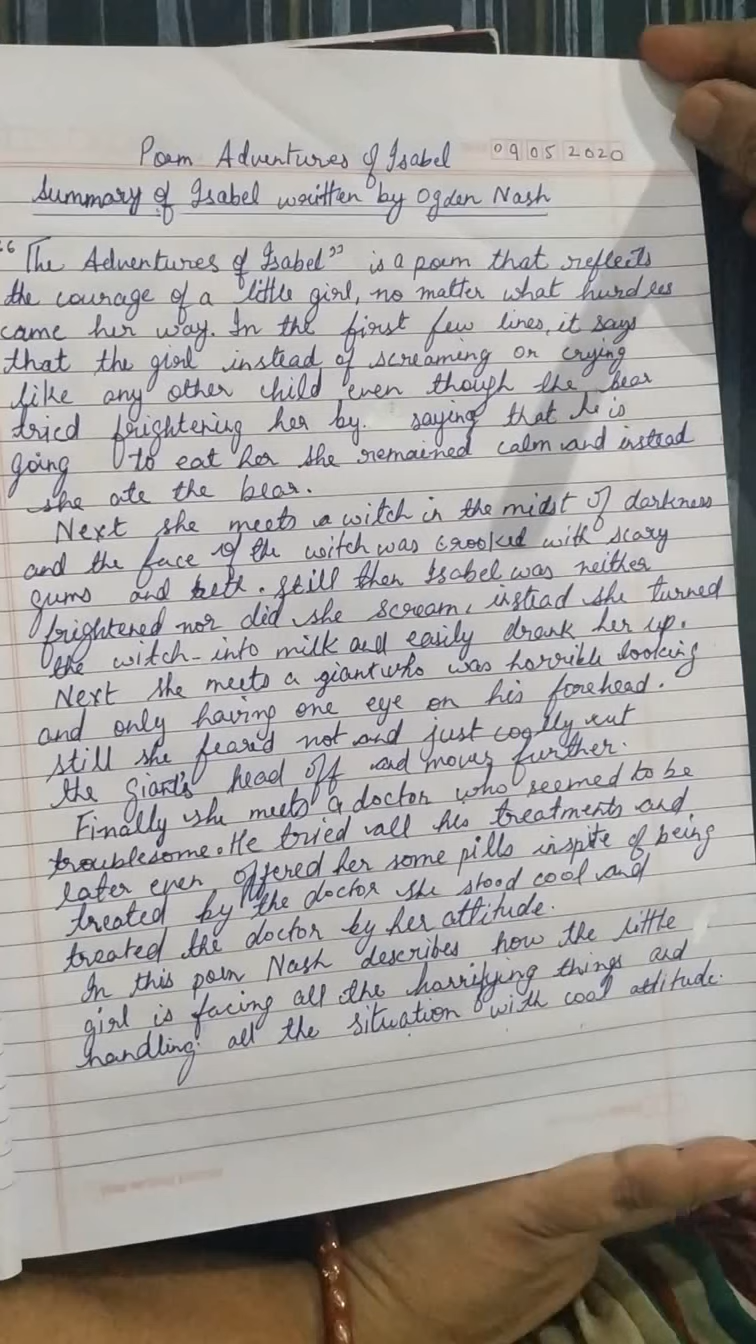 Poem Adventures of Isabel 09052020
Summary of Isabel written by Ogden Nash
"The Adventures of Isabel" is a poem that reflects
the courage of a little girl, no matter what hurdles
came her way. In the first few lines, it says
that the girl instead of screaming or crying
like any other child even though the bear
tried frightening her by. saying that he is
going to eat her she remained calm and instead
she ate the bear.
Next she meets a witch in the midst of darkness
and the face of the witch was crooked with scary
gums and teeth. still then Isabel was neither
frightened nor did she scream, instead she turned
the witch into milk and easily drank her up.
Next she meets a giant who was horrible looking
and only having one eye on his forehead.
still she feared not and just coolly cut
the giant's head off and moves further.
Finally she meets a doctor who seemed to be
troublesome. He tried all his treatments and
later even offered her some pills inspite of being
treated by the doctor she stood cool and
treated the doctor by her attitude.
In this poem Nash describes how the little
girl is facing all the horrifying things and
handling all the situation with cool attitude.